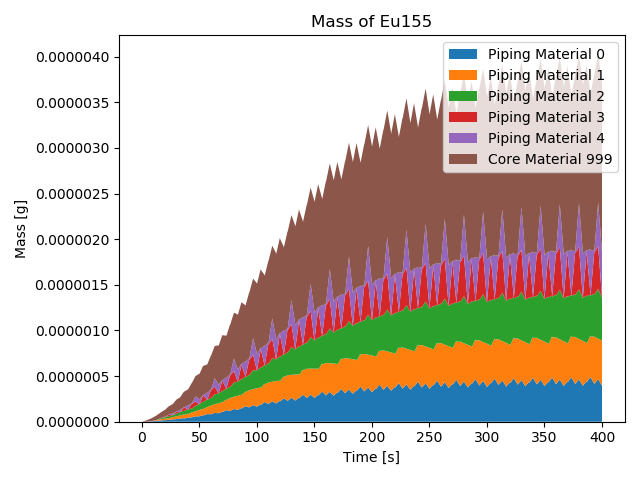 Mass of Eu155
Mass [g]
0.0000040
0.0000035
0.0000030
0.0000025
0.0000020
0.0000015
0.0000010
0.0000005
0.0000000
Piping Material 0
Piping Material 1
Piping Material 2
Piping Material 3
Piping Material 4
Core Material 999
0 50 100 150 200 250 300 350 400
Time [s]